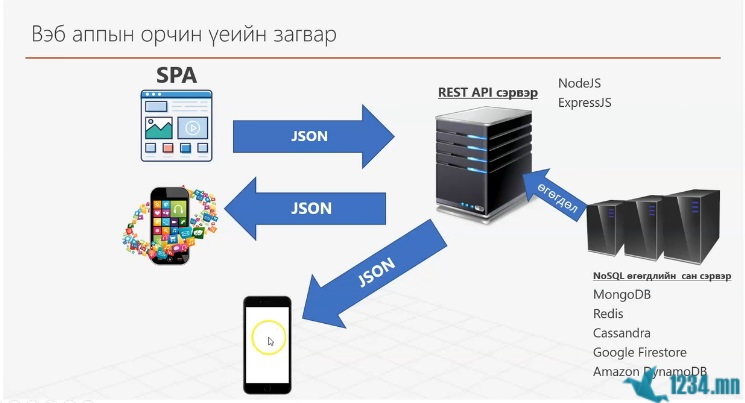 Вэб аппын орчин үеийн загвар
SPA
REST API сэрвэр
NodeJS
ExpressJS
JSON
JSON
JSON
өгөгдөл
NoSQL өгөгдлийн сан сэрвэр
MongoDB
Redis
Cassandra
Google Firestore
Amazon DynamoDB
1234.mn